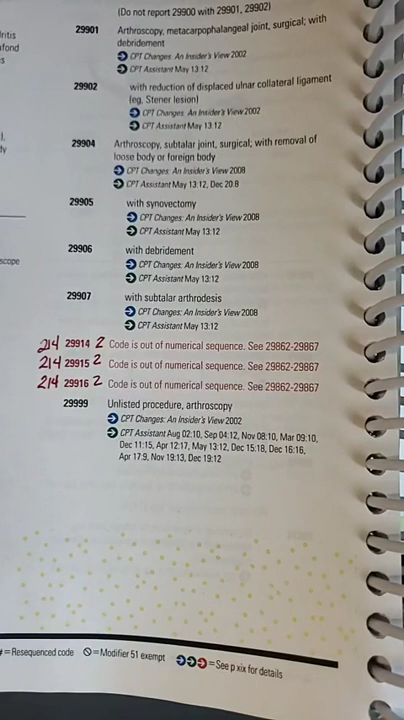 (Do not report 29900 with 29901, 29902)
29901 Arthroscopy, metacarpophalangeal joint, surgical; with
debridement
CPT Changes: An Insider's View 2002
CPT Assistant May 13:12
29902 with reduction of displaced ulnar collateral ligament
(eg, Stener lesion)
CPT Changes: An Insider's View 2002
CPT Assistant May 13:12
29904 Arthroscopy, subtalar joint, surgical; with removal of
loose body or foreign body
CPT Changes: An Insider's View 2008
CPT Assistant May 13:12, Dec 20:8
29905 with synovectomy
CPT Changes: An Insider's View 2008
CPT Assistant May 13:12
29906 with debridement
CPT Changes: An Insider's View 2008
CPT Assistant May 13:12
29907 with subtalar arthrodesis
CPT Changes: An Insider's View 2008
CPT Assistant May 13:12
214 29914 2 Code is out of numerical sequence. See 29862-29867
214 29915 2 Code is out of numerical sequence. See 29862-29867
214 29916 2 Code is out of numerical sequence. See 29862-29867
29999 Unlisted procedure, arthroscopy
CPT Changes: An Insider's View 2002
CPT Assistant Aug 02:10, Sep 04:12, Nov 08:10, Mar 09:10,
Dec 11:15, Apr 12:17, May 13:12, Dec 15:18, Dec 16:16,
Apr 17:9, Nov 19:13, Dec 19:12
=Resequenced code =Modifier 51 exempt =See p xix for details